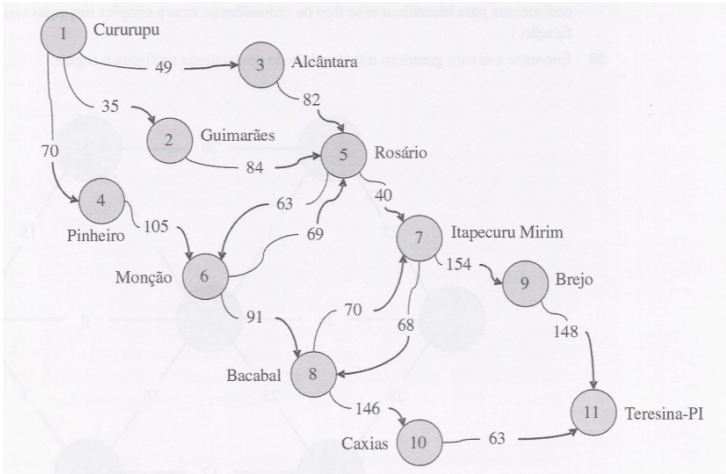 1 Cururupu
49
3 Alcântara
82
35
2 Guimarães
84
5 Rosário
70
4
Pinheiro
105
63
69
40
7 Itapecuru Mirim
Monção 6
154
9 Brejo
91
70
68
148
Bacabal 8
146
11 Teresina-PI
Caxias 10
63